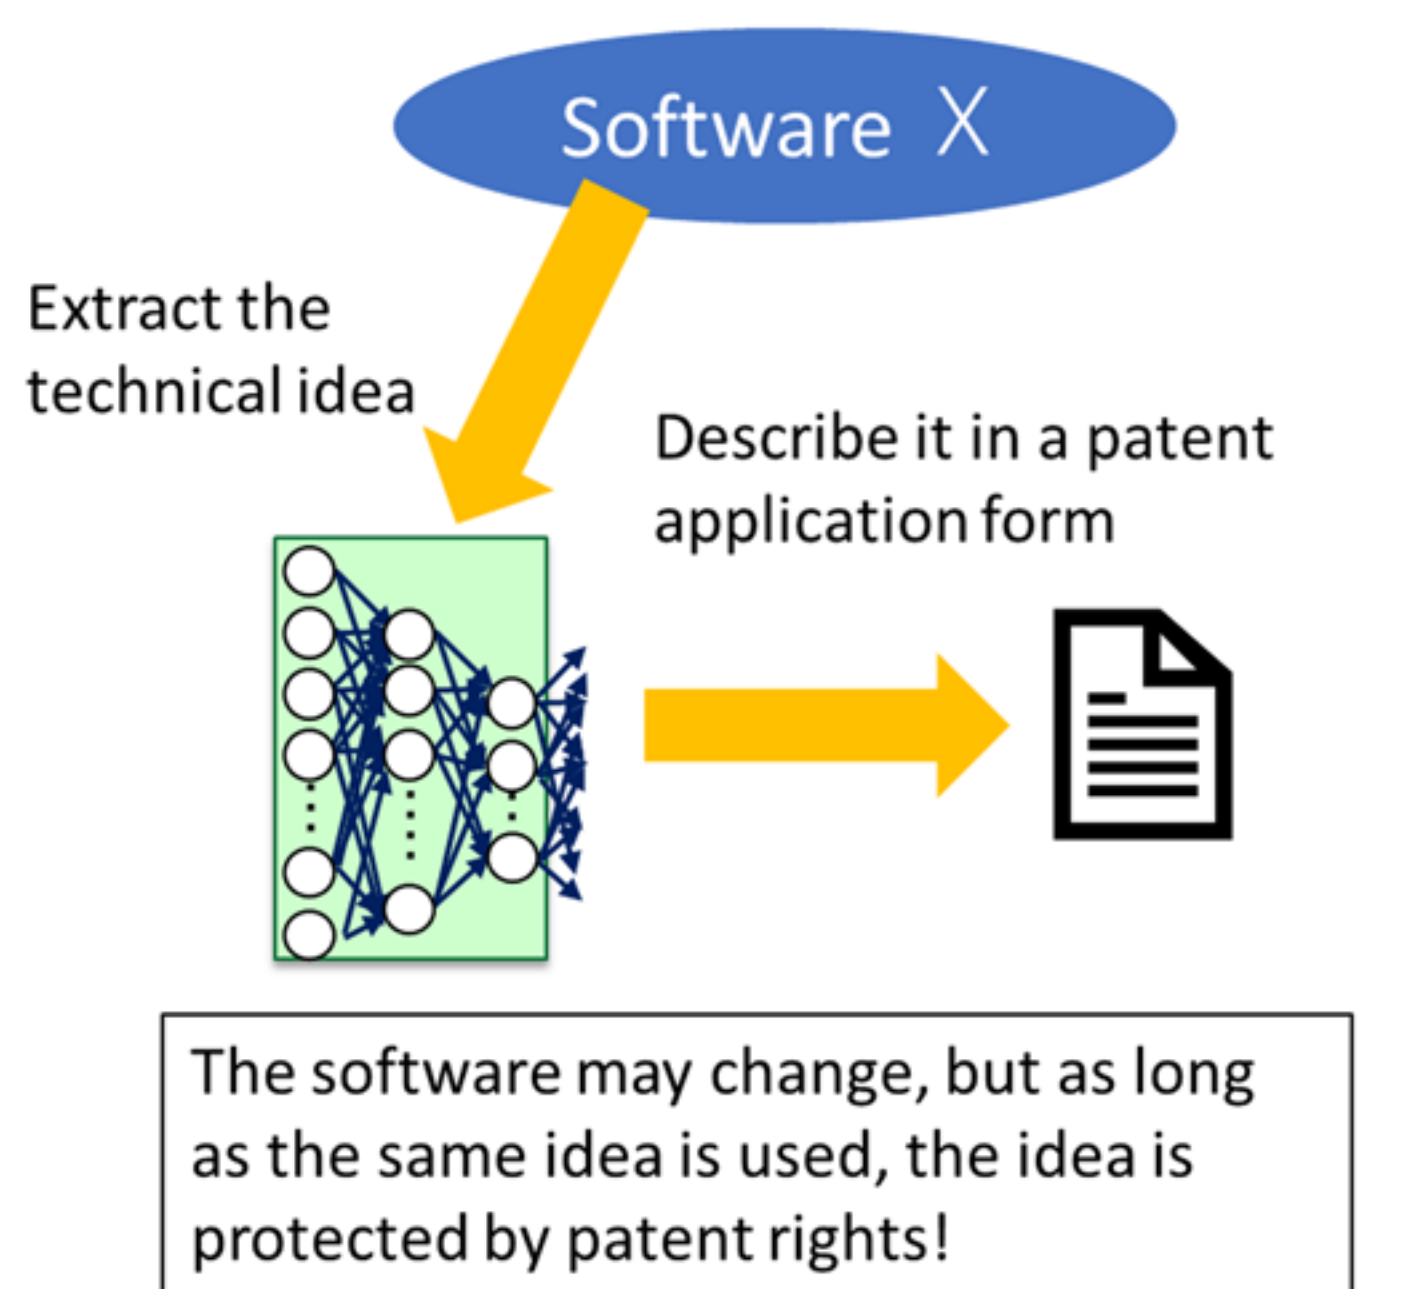 Software X
Extract the
technical idea
Describe it in a patent
application form
The software may change, but as long
as the same idea is used, the idea is
protected by patent rights!